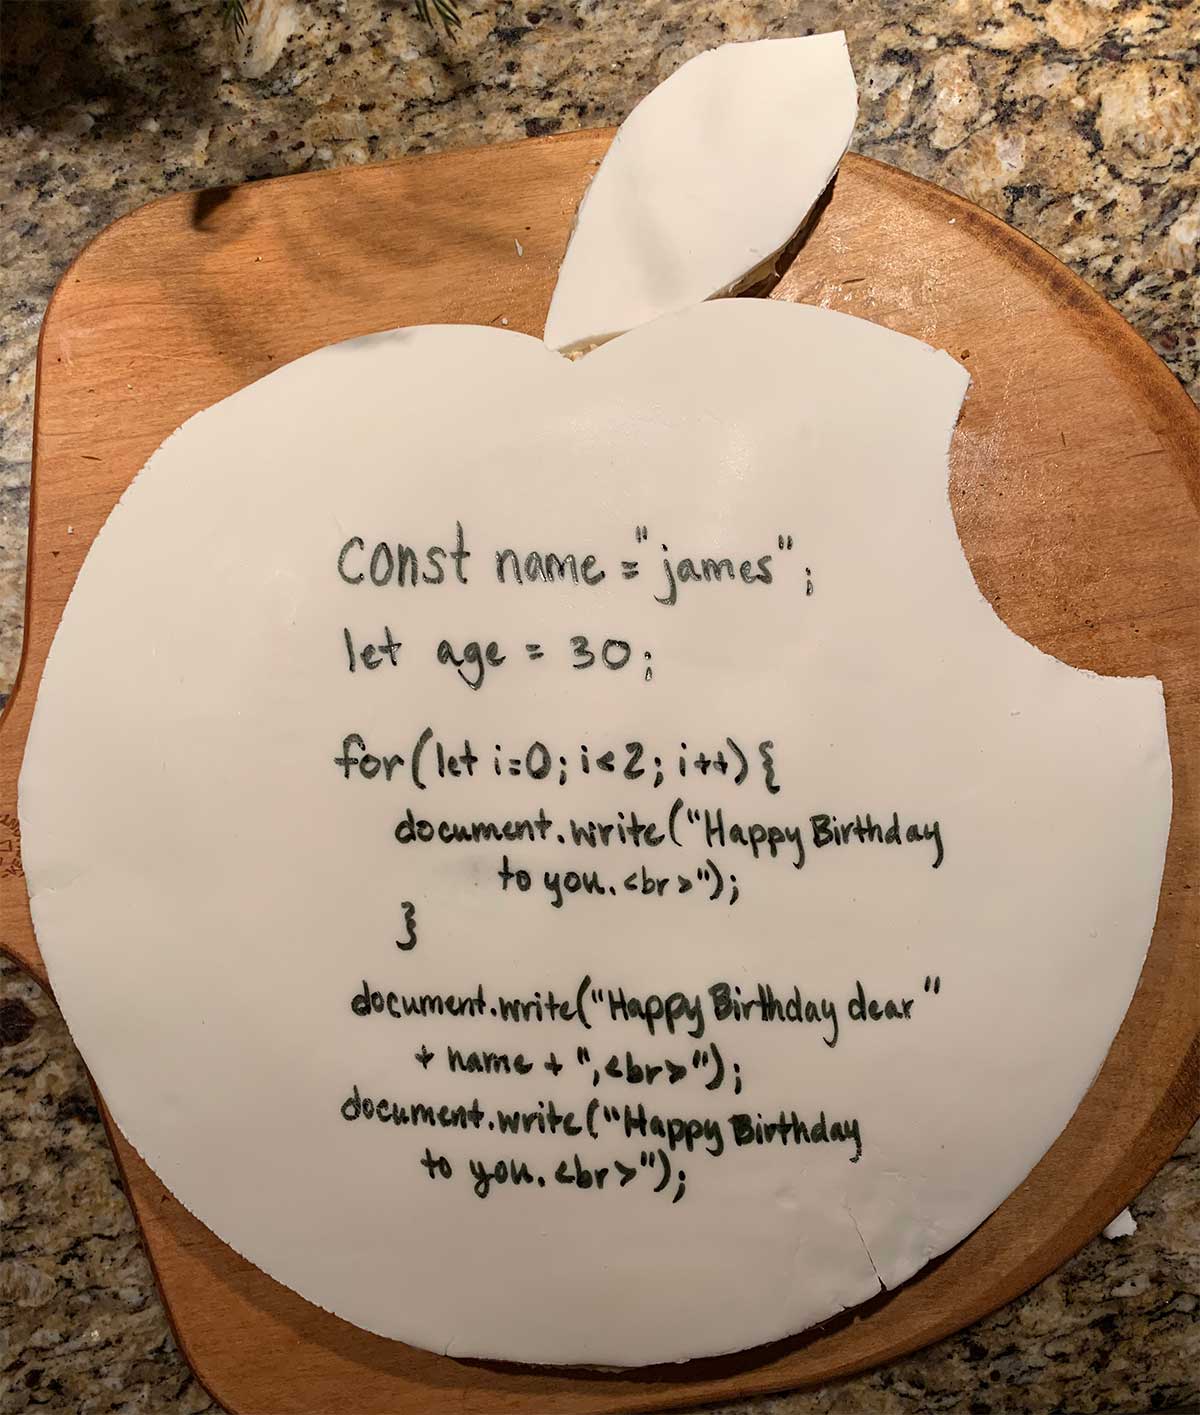 const name = "james";
let age = 30;
for(let i=0; i<2; i++){
document.write("Happy Birthday
to you.<br>");
}
document.write("Happy Birthday dear"
+ name + ",<br>");
document.write("Happy Birthday
to you.<br>");